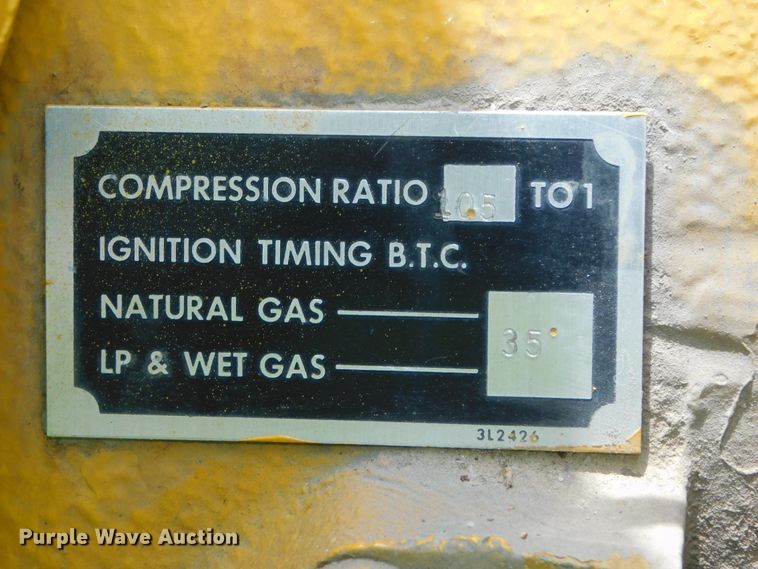 COMPRESSION RATIO 10.5 TO 1
IGNITION TIMING B.T.C.
NATURAL GAS
35°
LP & WET GAS
3L2426
Purple Wave Auction